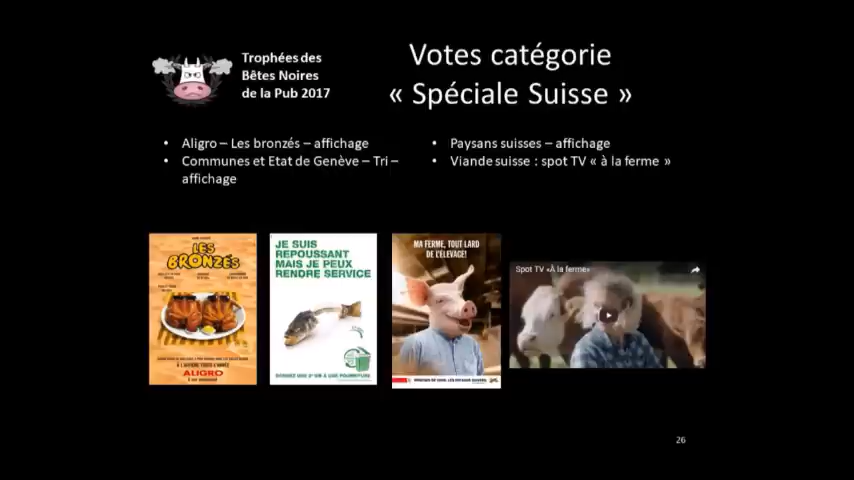 Trophées des
Bêtes Noires
de la Pub 2017
Votes catégorie
« Spéciale Suisse »
• Aligro – Les bronzés – affichage
• Communes et Etat de Genève – Tri –
affichage
• Paysans suisses – affichage
• Viande suisse : spot TV « à la ferme »
LES
BRONZÉS
ALIGRO
JE SUIS
REPOUSSANT
MAIS JE PEUX
RENDRE SERVICE
MA FERME, TOUT LARD
DE L'ÉLEVAGE!
Spot TV «À la ferme»
26